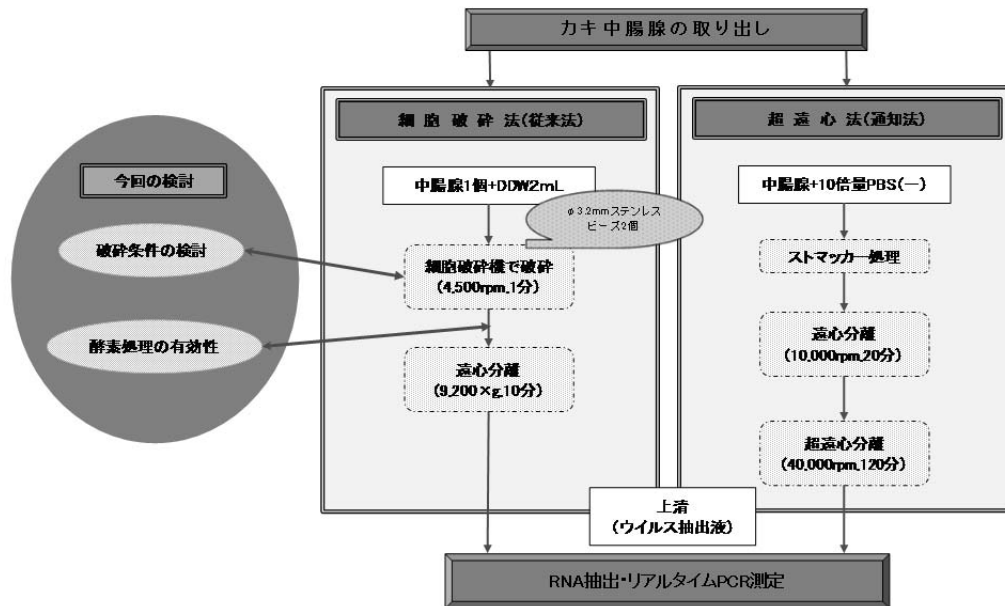 カキ中腸腺の取り出し
細胞破砕法(従来法)
中腸腺1個+DDW2mL
φ3.2mmステンレス
ビーズ2個
細胞破砕機で破砕
(4,500rpm,1分)
遠心分離
(9,200×g,10分)
今回の検討
破砕条件の検討
酵素処理の有効性
超遠心法(通知法)
中腸腺+10倍量PBS(－)
ストマッカー処理
遠心分離
(10,000rpm,20分)
超遠心分離
(40,000rpm,120分)
上清
(ウイルス抽出液)
RNA抽出・リアルタイムPCR測定